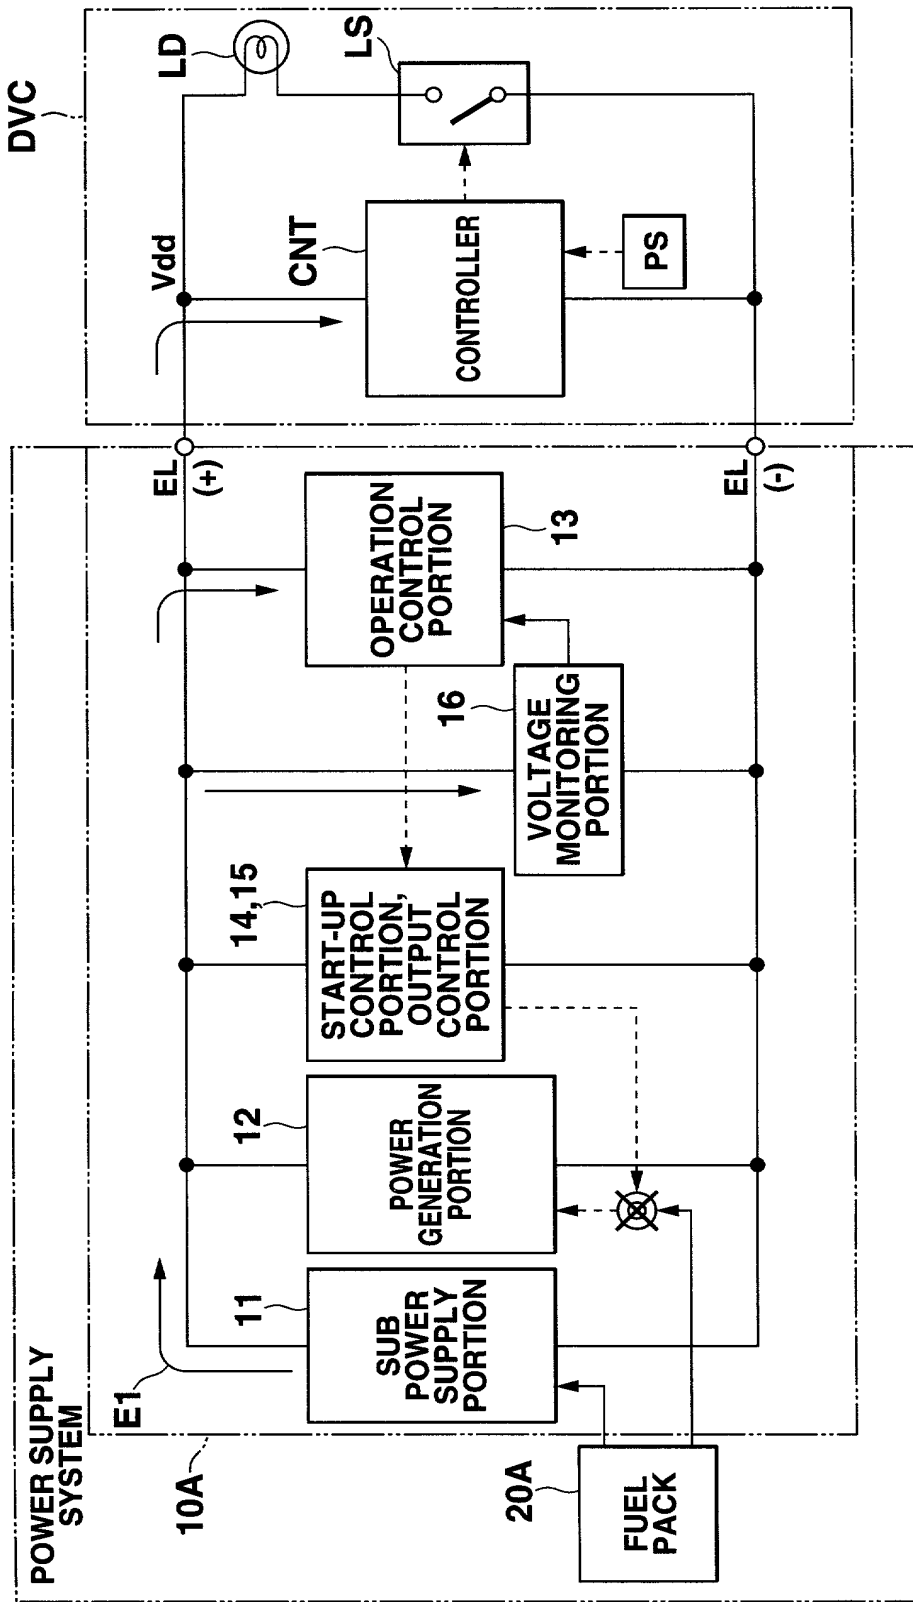 POWER SUPPLY
SYSTEM
DVC
10A
E1
11
SUB
POWER
SUPPLY
PORTION
12
POWER
GENERATION
PORTION
14,15
START-UP
CONTROL
PORTION,
OUTPUT
CONTROL
PORTION
16
VOLTAGE
MONITORING
PORTION
13
OPERATION
CONTROL
PORTION
EL
(+)
EL
(-)
Vdd
CNT
CONTROLLER
PS
LD
LS
20A
FUEL
PACK